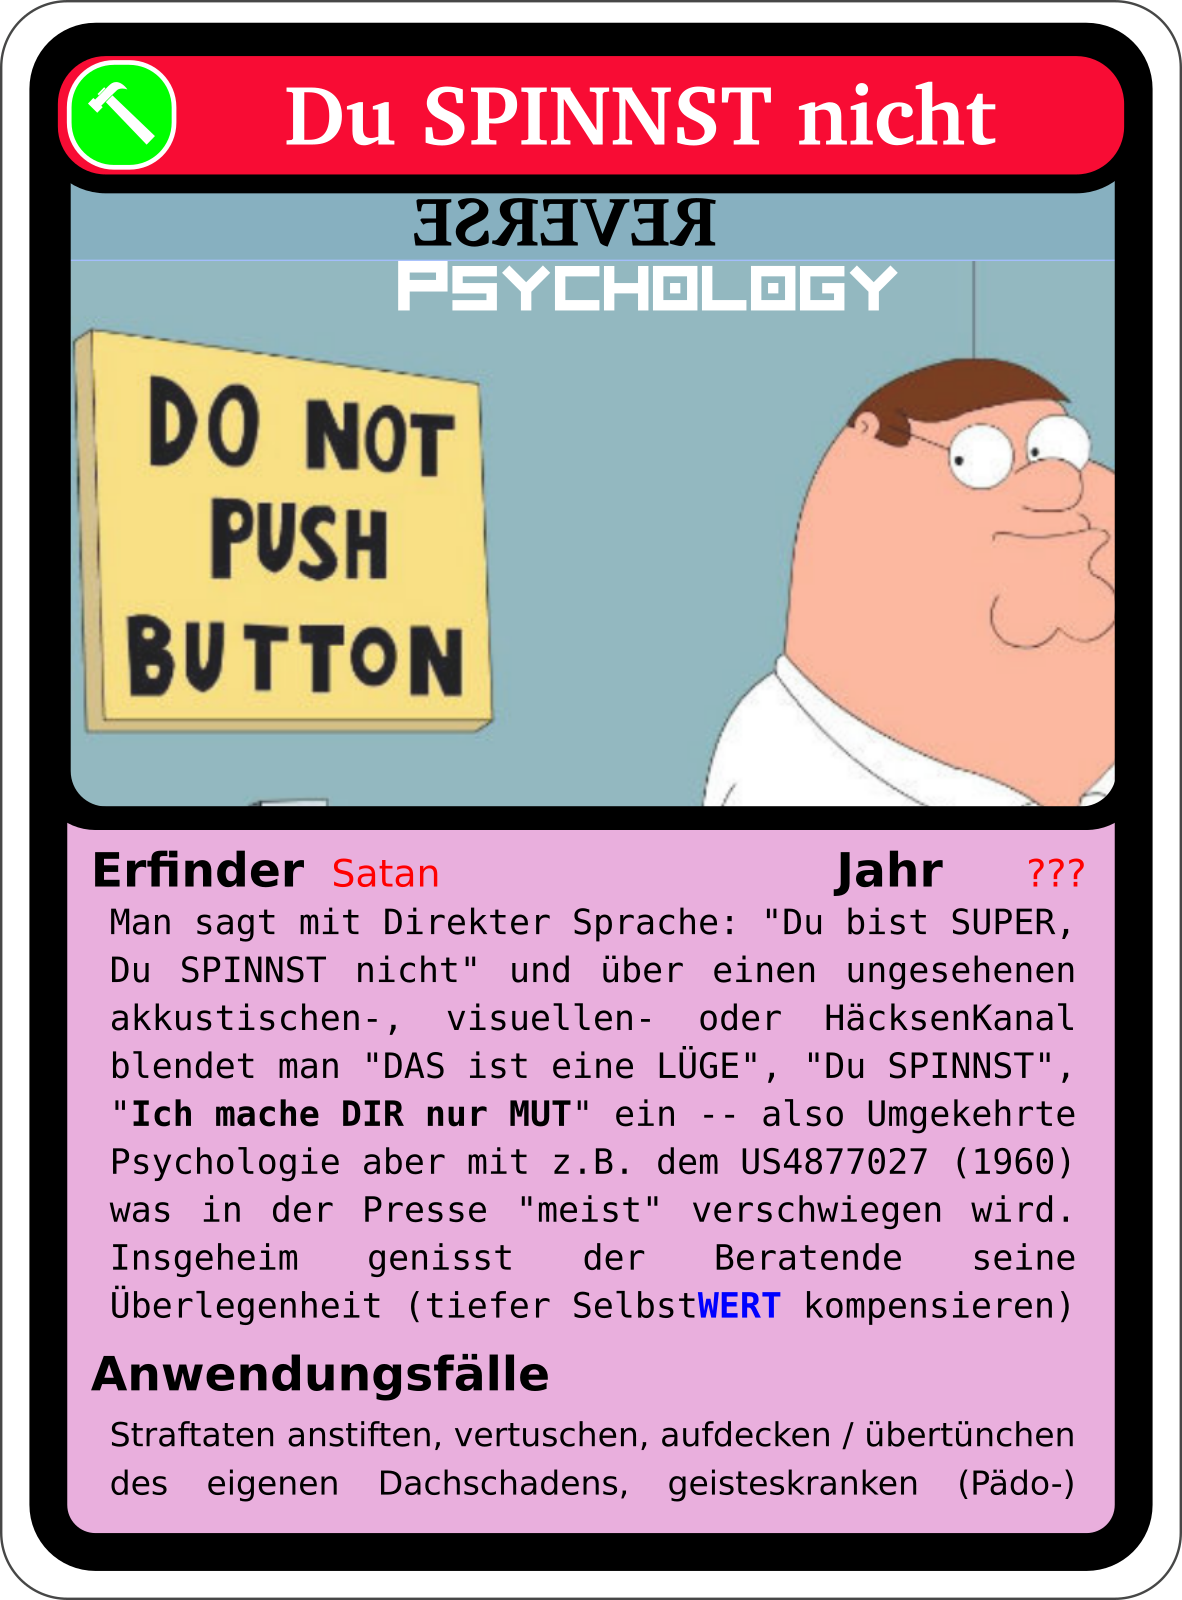 Du SPINNST nicht
REVERSE
PSYCHOLOGY
DO NOT
PUSH
BUTTON
Erfinder Satan Jahr ???
Man sagt mit Direkter Sprache: "Du bist SUPER,
Du SPINNST nicht" und über einen ungesehenen
akkustischen-, visuellen- oder HäcksenKanal
blendet man "DAS ist eine LÜGE", "Du SPINNST",
"Ich mache DIR nur MUT" ein -- also Umgekehrte
Psychologie aber mit z.B. dem US4877027 (1960)
was in der Presse "meist" verschwiegen wird.
Insgeheim genisst der Beratende seine
Überlegenheit (tiefer SelbstWERT kompensieren)
Anwendungsfälle
Straftaten anstiften, vertuschen, aufdecken / übertünchen
des eigenen Dachschadens, geisteskranken (Pädo-)